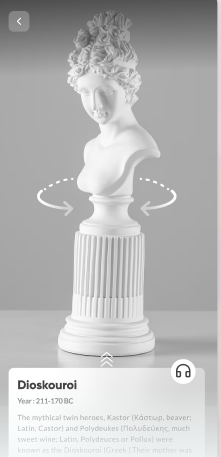 Dioskouroi
Year: 211-170 BC
The mythical twin heroes, Kastor (Κάστωρ, beaver;
Latin, Castor) and Polydeukes (Πολυδεύκης, much
sweet wine; Latin, Polydeuces or Pollux) were
known as the Dioskouroi (Greek ) Their mother was